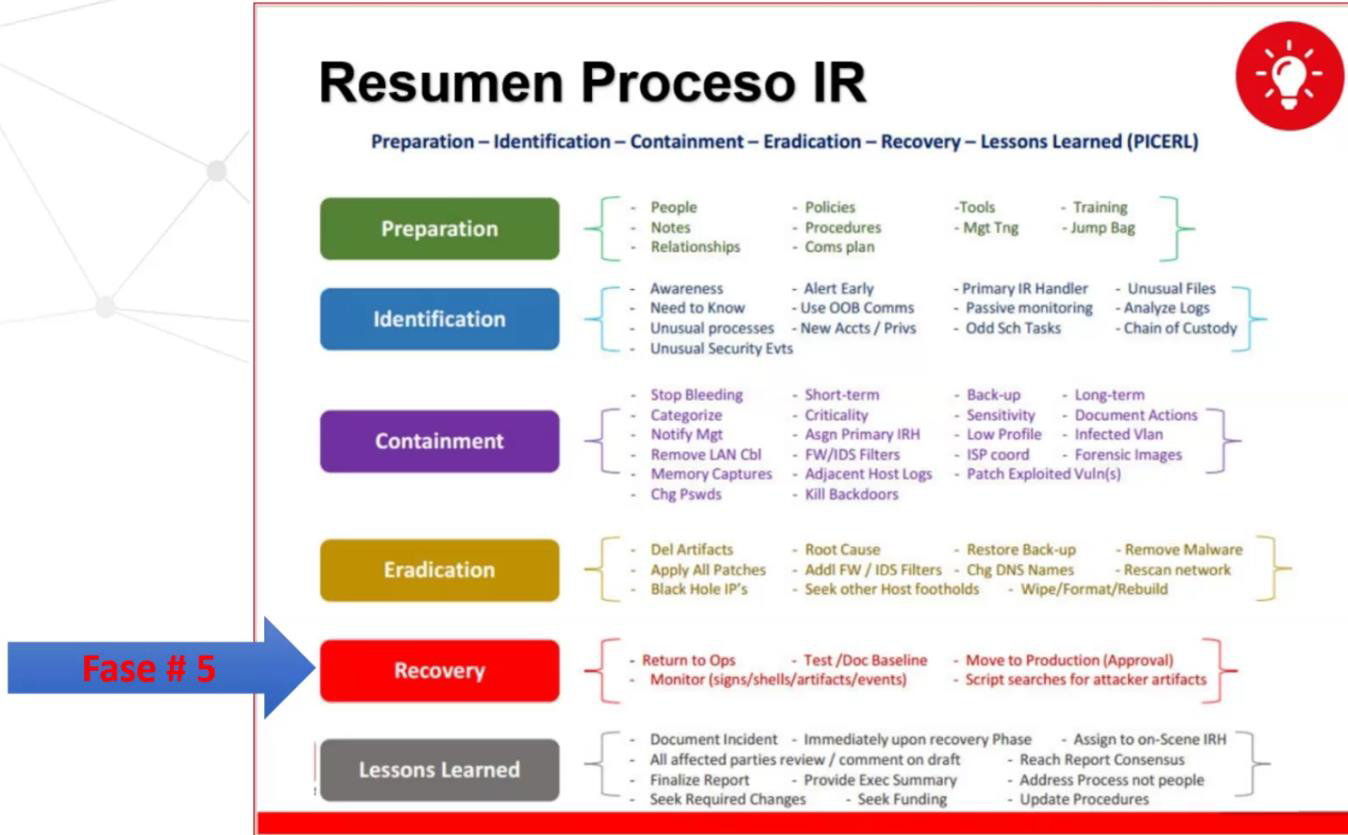 Resumen Proceso IR
Preparation – Identification – Containment – Eradication – Recovery – Lessons Learned (PICERL)
Preparation
- People - Policies -Tools - Training
- Notes - Procedures - Mgt Tng - Jump Bag
- Relationships - Coms plan
Identification
- Awareness - Alert Early - Primary IR Handler - Unusual Files
- Need to Know - Use OOB Comms - Passive monitoring - Analyze Logs
- Unusual processes - New Accts / Privs - Odd Sch Tasks - Chain of Custody
- Unusual Security Evts
Containment
- Stop Bleeding - Short-term - Back-up - Long-term
- Categorize - Criticality - Sensitivity - Document Actions
- Notify Mgt - Asgn Primary IRH - Low Profile - Infected Vlan
- Remove LAN Cbl - FW/IDS Filters - ISP coord - Forensic Images
- Memory Captures - Adjacent Host Logs - Patch Exploited Vuln(s)
- Chg Pswds - Kill Backdoors
Eradication
- Del Artifacts - Root Cause - Restore Back-up - Remove Malware
- Apply All Patches - Addl FW / IDS Filters - Chg DNS Names - Rescan network
- Black Hole IP's - Seek other Host footholds - Wipe/Format/Rebuild
Fase # 5
Recovery
- Return to Ops - Test /Doc Baseline - Move to Production (Approval)
- Monitor (signs/shells/artifacts/events) - Script searches for attacker artifacts
Lessons Learned
- Document Incident - Immediately upon recovery Phase - Assign to on-Scene IRH
- All affected parties review / comment on draft - Reach Report Consensus
- Finalize Report - Provide Exec Summary - Address Process not people
- Seek Required Changes - Seek Funding - Update Procedures